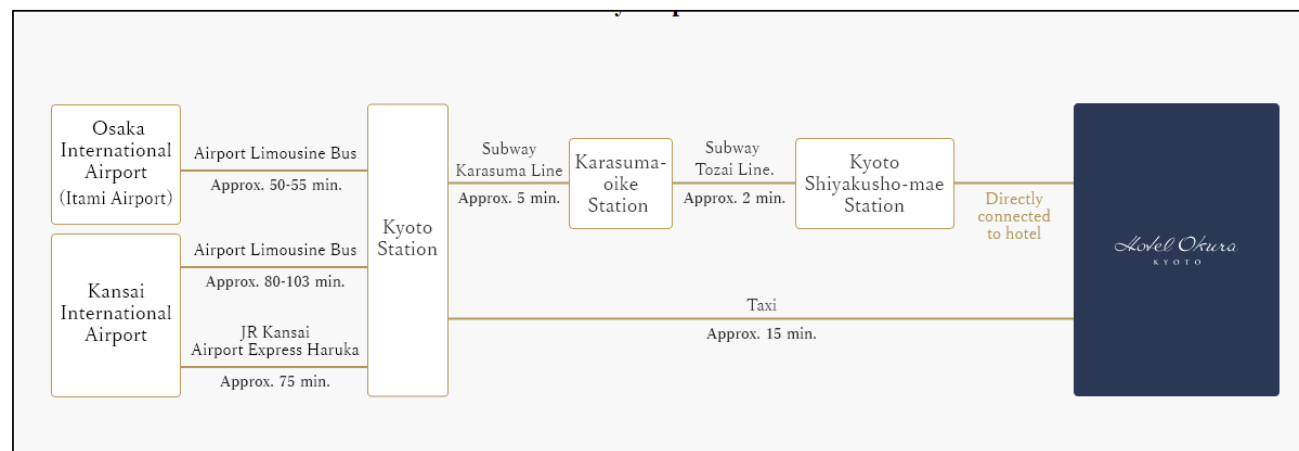 Osaka
International
Airport
(Itami Airport)
Airport Limousine Bus
Approx. 50-55 min.
Kansai
International
Airport
Airport Limousine Bus
Approx. 80-103 min.
JR Kansai
Airport Express Haruka
Approx. 75 min.
Kyoto
Station
Subway
Karasuma Line
Approx. 5 min.
Karasuma-
oike
Station
Subway
Tozai Line.
Approx. 2 min.
Kyoto
Shiyakusho-mae
Station
Directly
connected
to hotel
Taxi
Approx. 15 min.
Hotel Okura
KYOTO